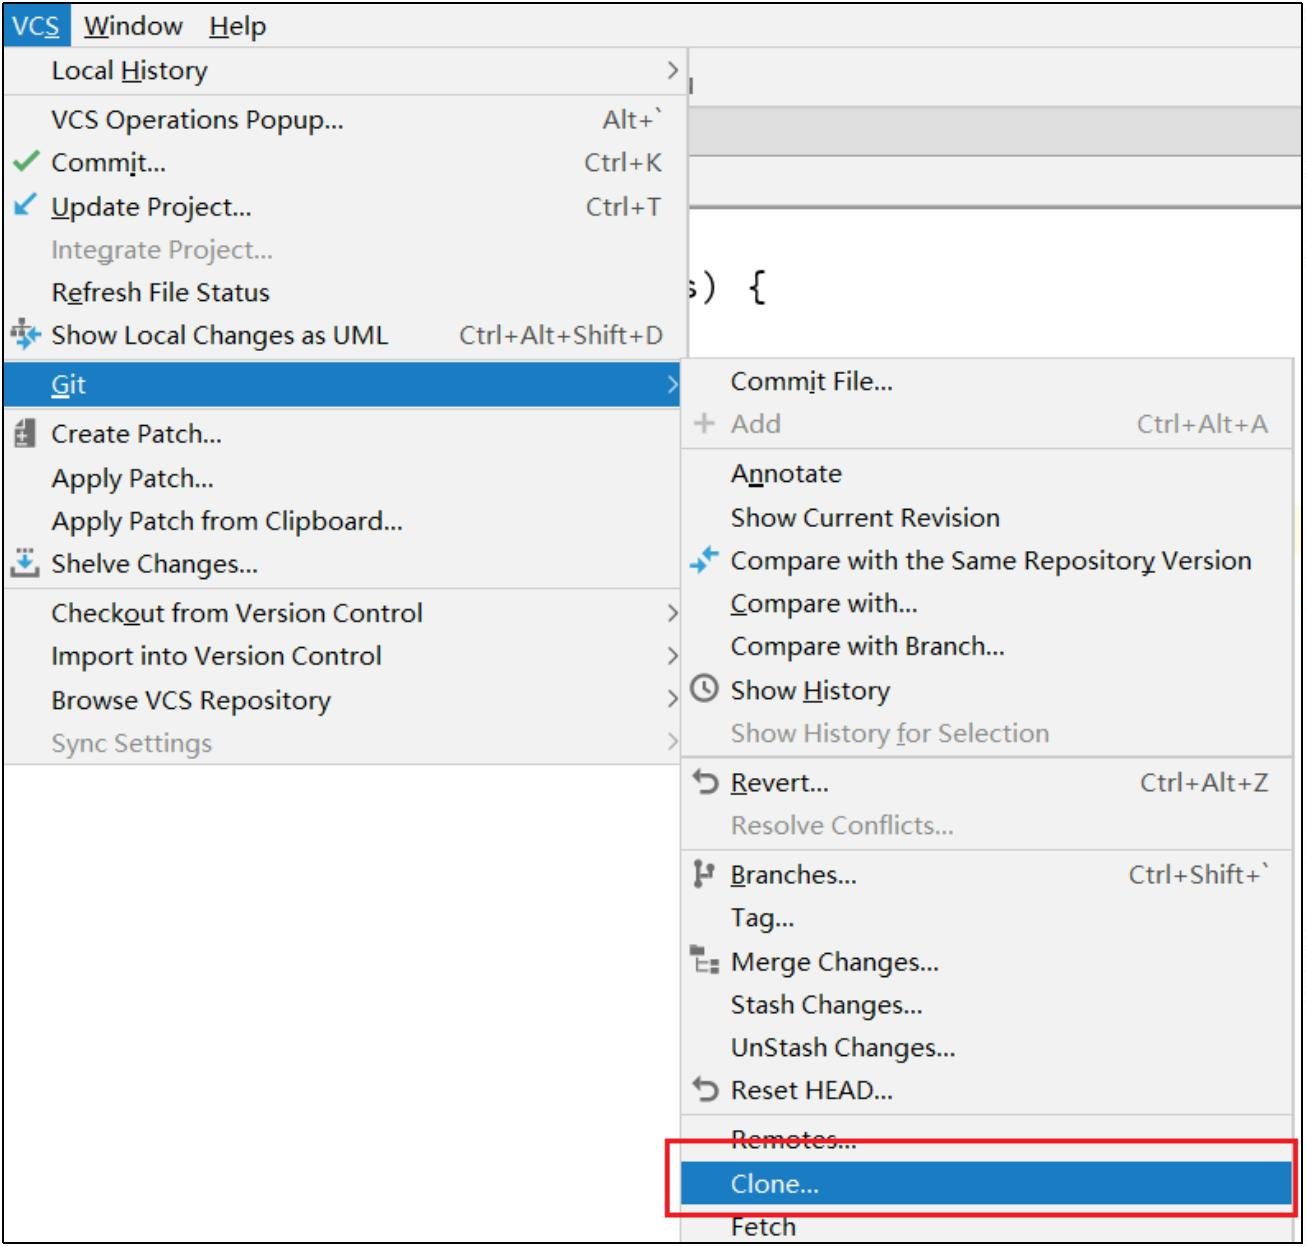 VCS Window Help
Local History
VCS Operations Popup... Alt+`
Commit... Ctrl+K
Update Project... Ctrl+T
Integrate Project...
Refresh File Status
s) {
Show Local Changes as UML Ctrl+Alt+Shift+D
Git
Create Patch...
Apply Patch...
Apply Patch from Clipboard...
Shelve Changes...
Checkout from Version Control
Import into Version Control
Browse VCS Repository
Sync Settings
Commit File...
Add Ctrl+Alt+A
Annotate
Show Current Revision
Compare with the Same Repository Version
Compare with...
Compare with Branch...
Show History
Show History for Selection
Revert... Ctrl+Alt+Z
Resolve Conflicts...
Branches... Ctrl+Shift+`
Tag...
Merge Changes...
Stash Changes...
UnStash Changes...
Reset HEAD...
Remotes...
Clone...
Fetch